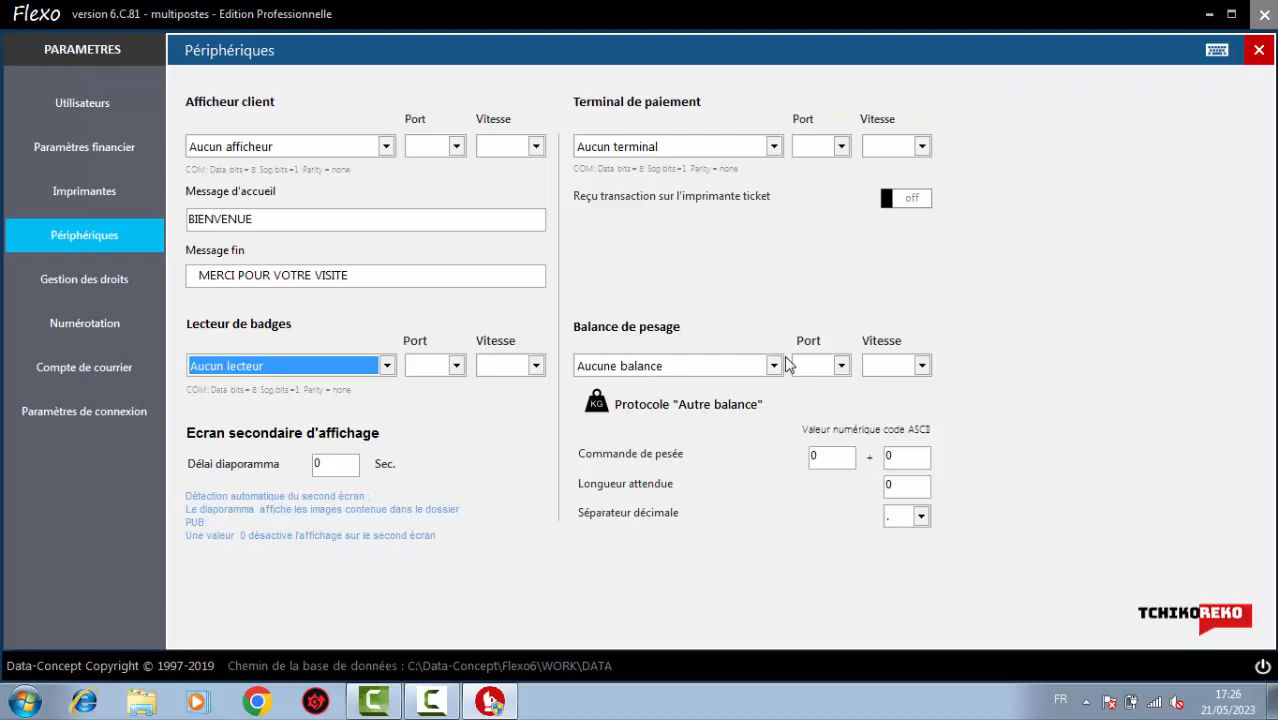 Flexo version 6.C.81 - multipostes - Edition Professionnelle
PARAMETRES
Utilisateurs
Paramètres financier
Imprimantes
Périphériques
Gestion des droits
Numérotation
Compte de courrier
Paramètres de connexion
Périphériques
Afficheur client
Port
Vitesse
Aucun afficheur
COM: Data bits = 8 Sop.bits =1 Parity = none
Message d'accueil
BIENVENUE
Message fin
MERCI POUR VOTRE VISITE
Lecteur de badges
Port
Vitesse
Aucun lecteur
COM: Data bits = 8 Sop.bits =1 Parity = none
Ecran secondaire d'affichage
Délai diaporama 0 Sec.
Détection automatique du second écran :
Le diaporama affiche les images contenue dans le dossier
PUB.
Une valeur 0 désactive l'affichage sur le second écran
Terminal de paiement
Port
Vitesse
Aucun terminal
COM: Data bits = 8 Sop.bits =1 Parity = none
Reçu transaction sur l'imprimante ticket off
Balance de pesage
Port
Vitesse
Aucune balance
KG Protocole "Autre balance"
Valeur numérique code ASCII
Commande de pesée 0 + 0
Longueur attendue 0
Séparateur décimale .
TCHIKOREKO
Data-Concept Copyright © 1997-2019 Chemin de la base de données : C:\Data-Concept\Flexo6\WORK\DATA
FR
17:26
21/05/2023